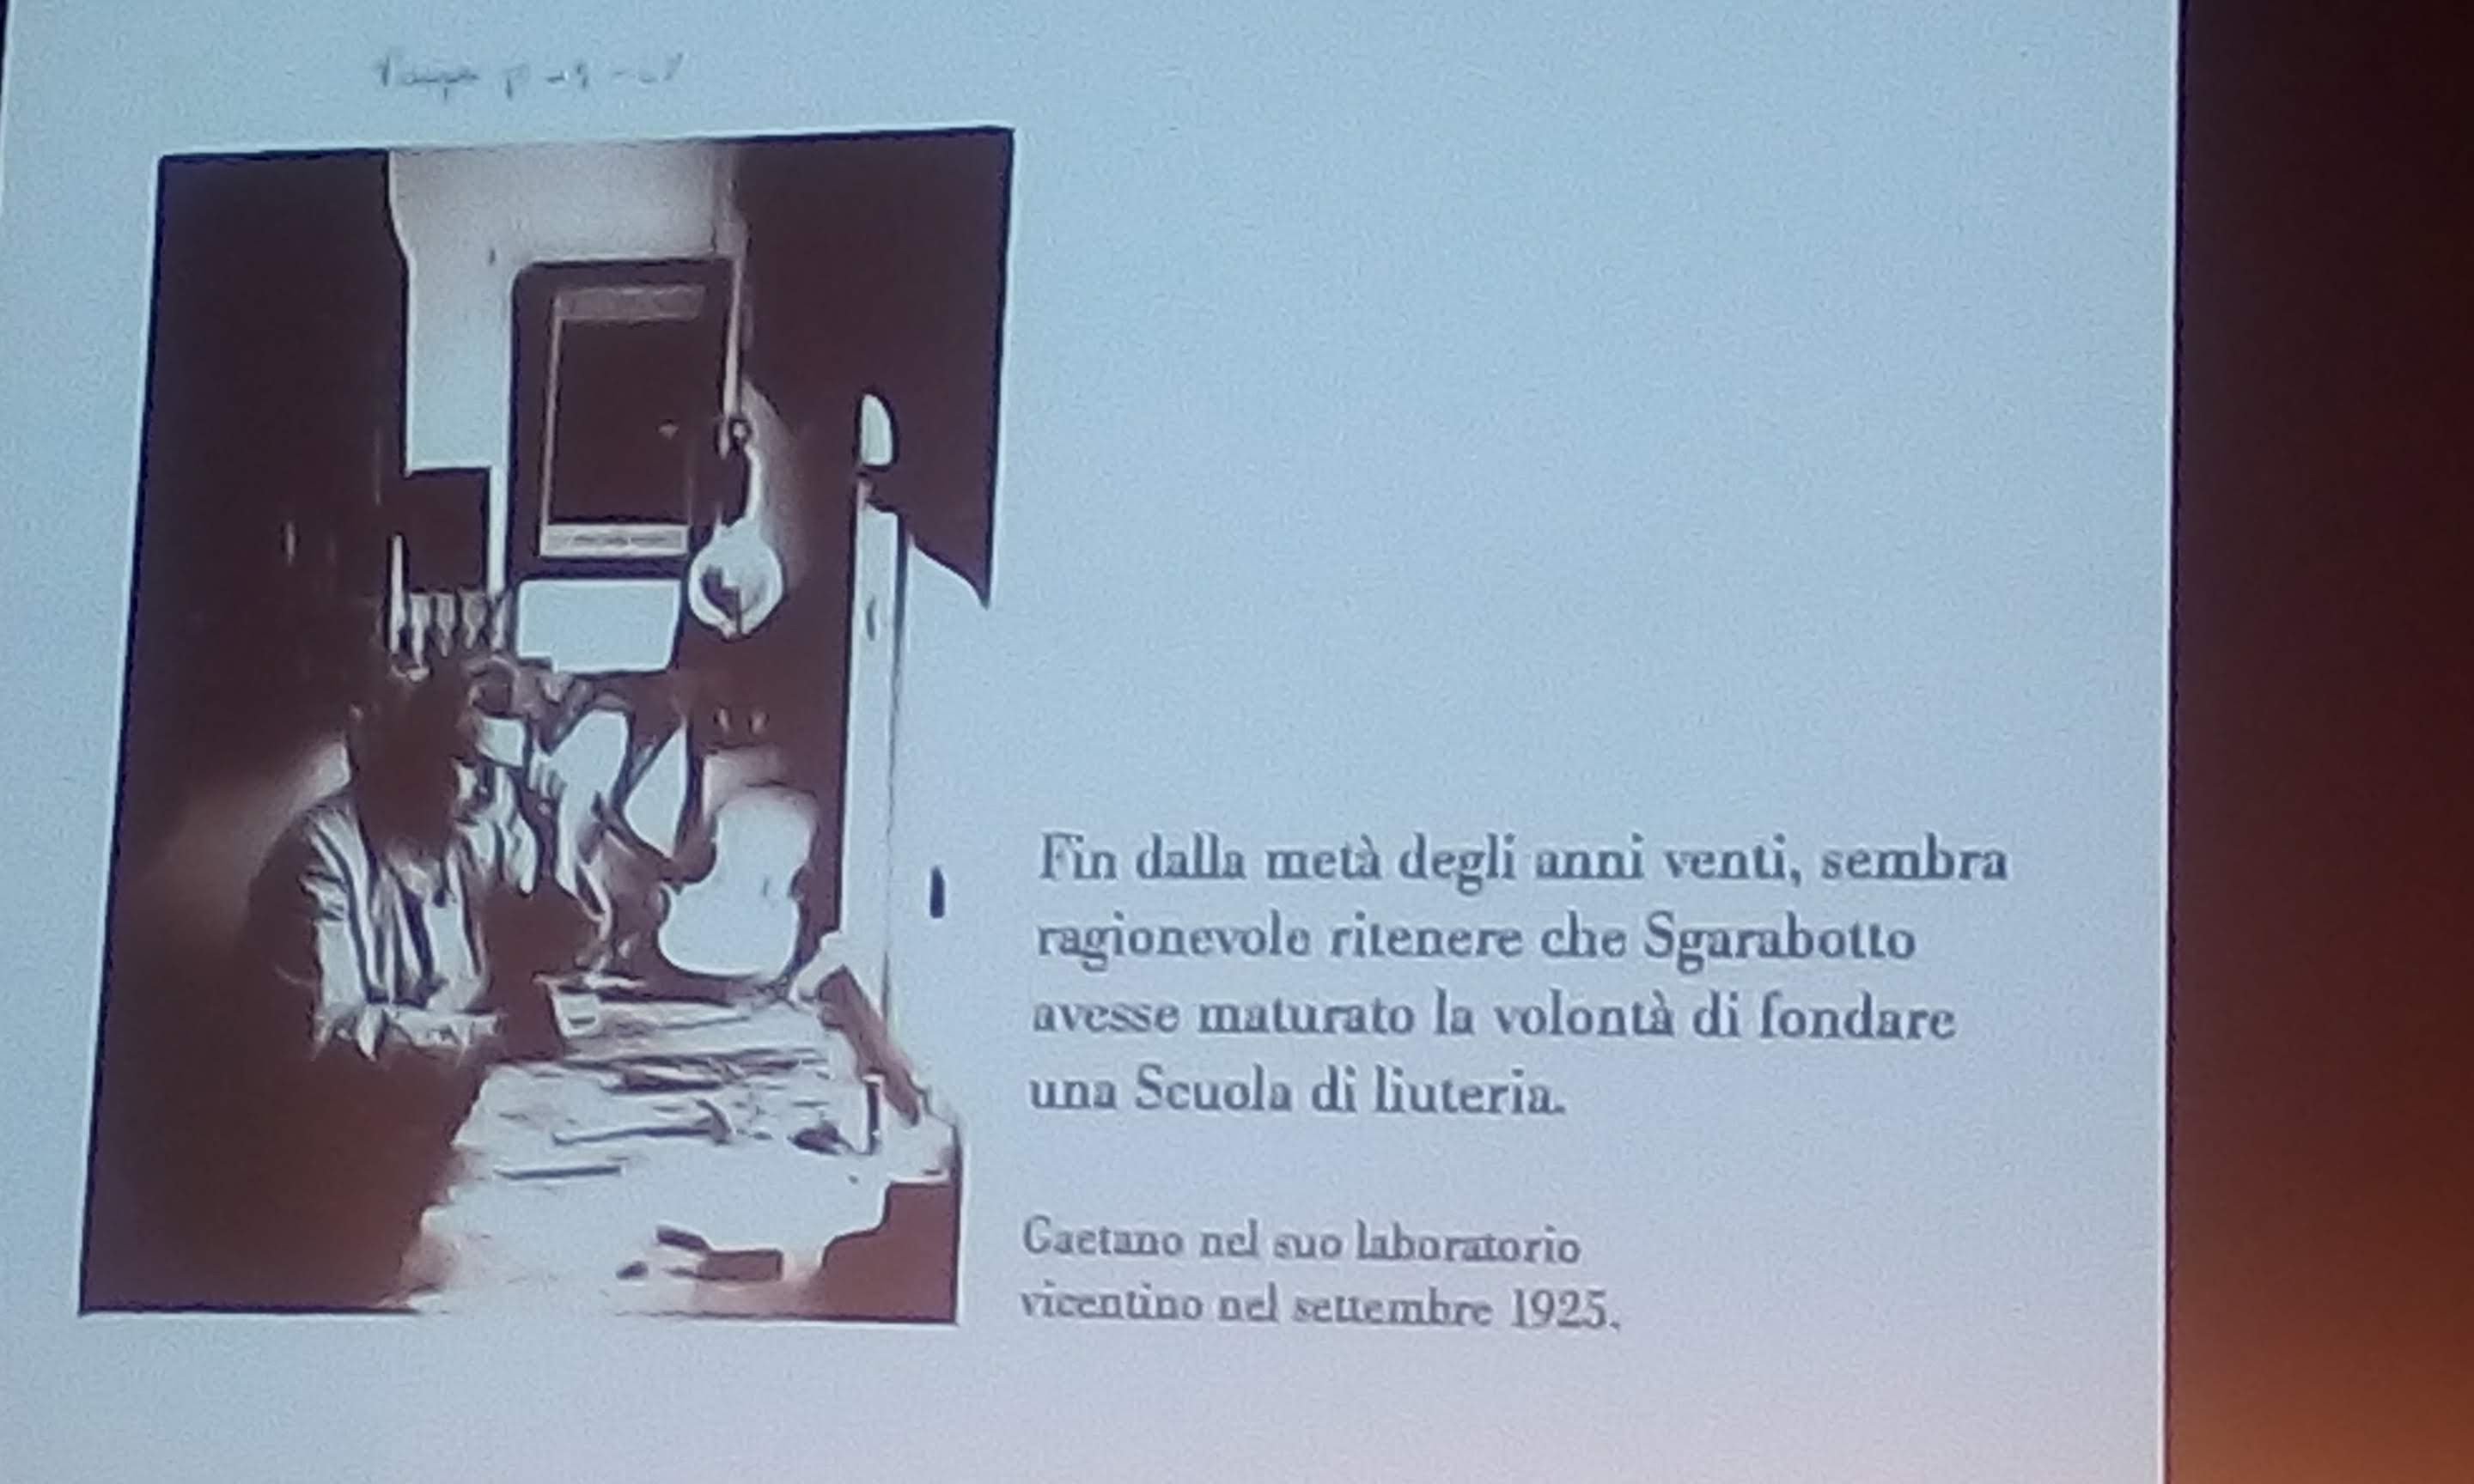 Fin dalla metà degli anni venti, sembra
ragionevole ritenere che Sgarabotto
avesse maturato la volontà di fondare
una Scuola di liuteria.
Gaetano nel suo laboratorio
vicentino nel settembre 1925.